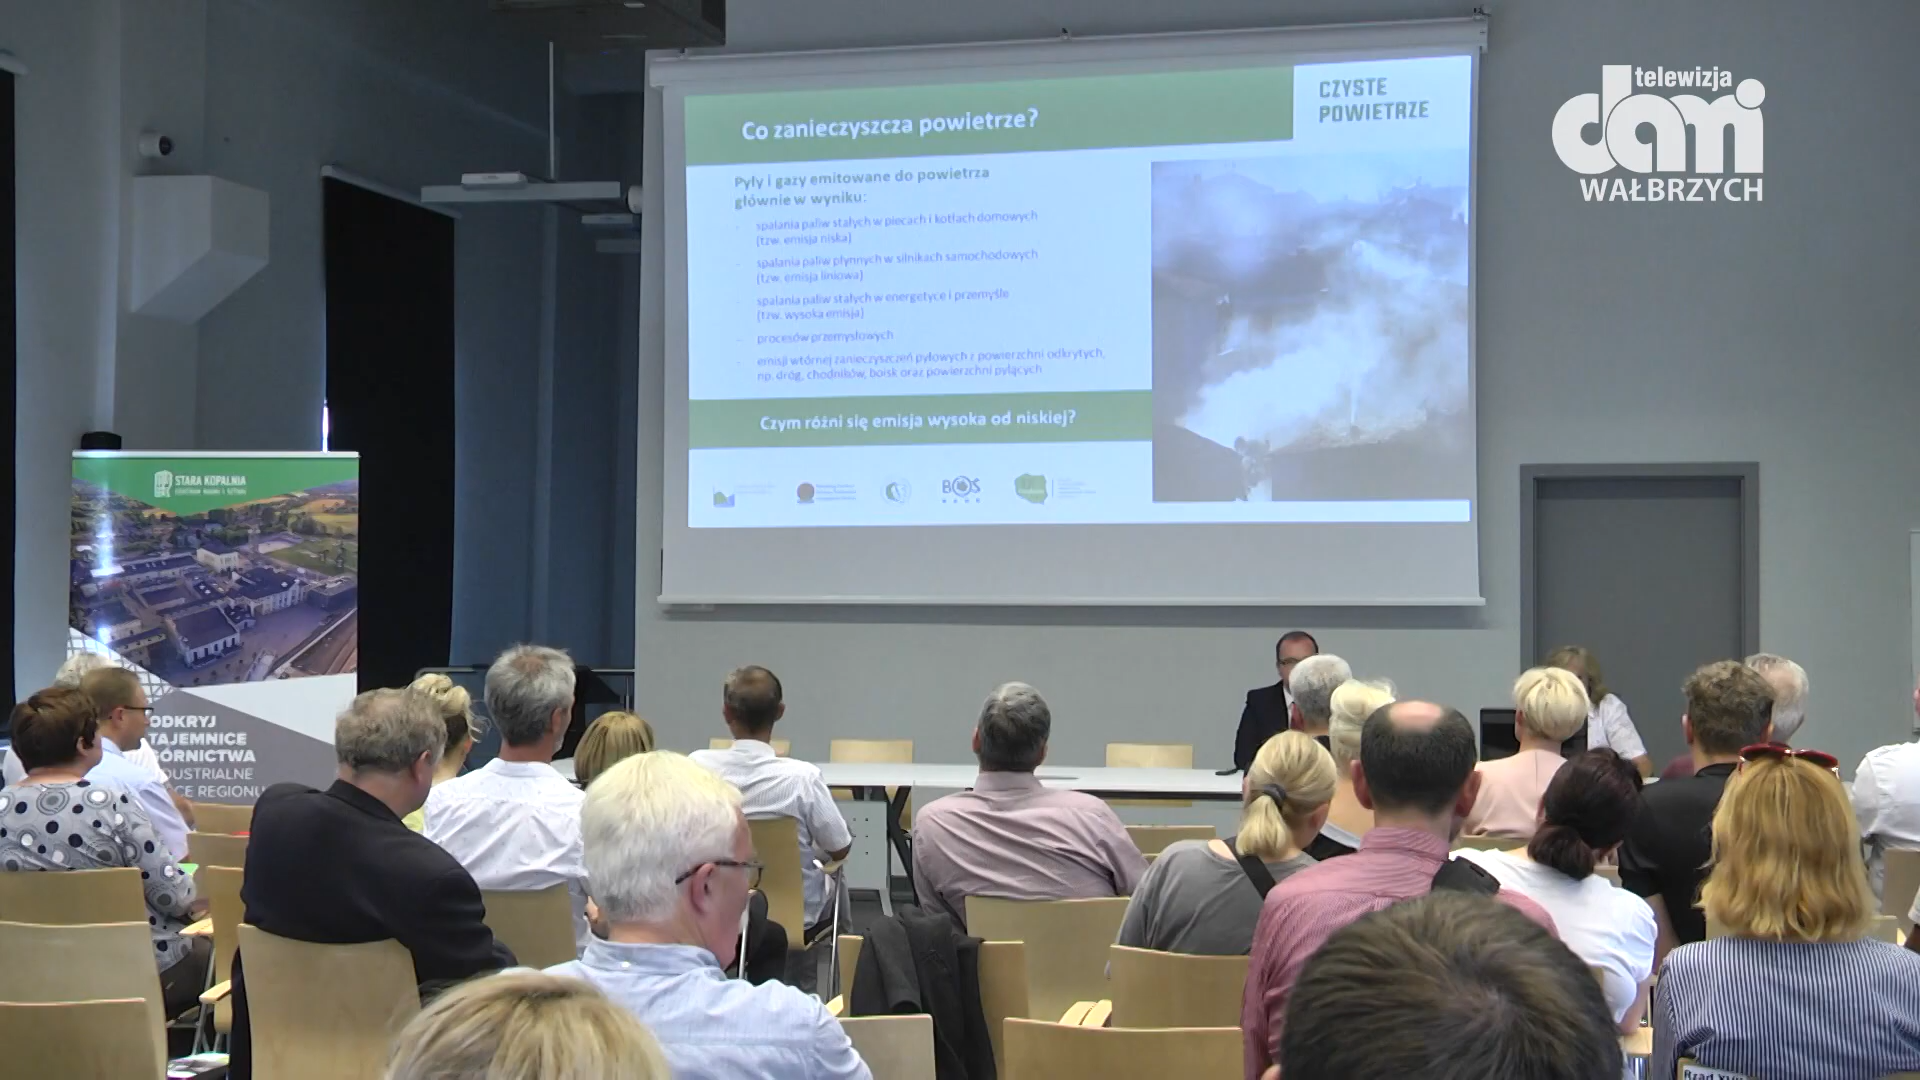 telewizja
dami
WAŁBRZYCH
CZYSTE
POWIETRZE
Co zanieczyszcza powietrze?
Pyły i gazy emitowane do powietrza
głównie w wyniku:
- spalania paliw stałych w piecach i kotłach domowych
(tzw. emisja niska)
- spalania paliw płynnych w silnikach samochodowych
(tzw. emisja liniowa)
- spalania paliw stałych w energetyce i przemyśle
(tzw. wysoka emisja)
- procesów przemysłowych
- emisji wtórnej zanieczyszczeń pyłowych z powierzchni odkrytych,
np. dróg, chodników, boisk oraz powierzchni pylących
Czym różni się emisja wysoka od niskiej?
BOŚ
BANK
STARA KOPALNIA
ODKRYJ
TAJEMNICE
GÓRNICTWA
REGIONU
Rząd